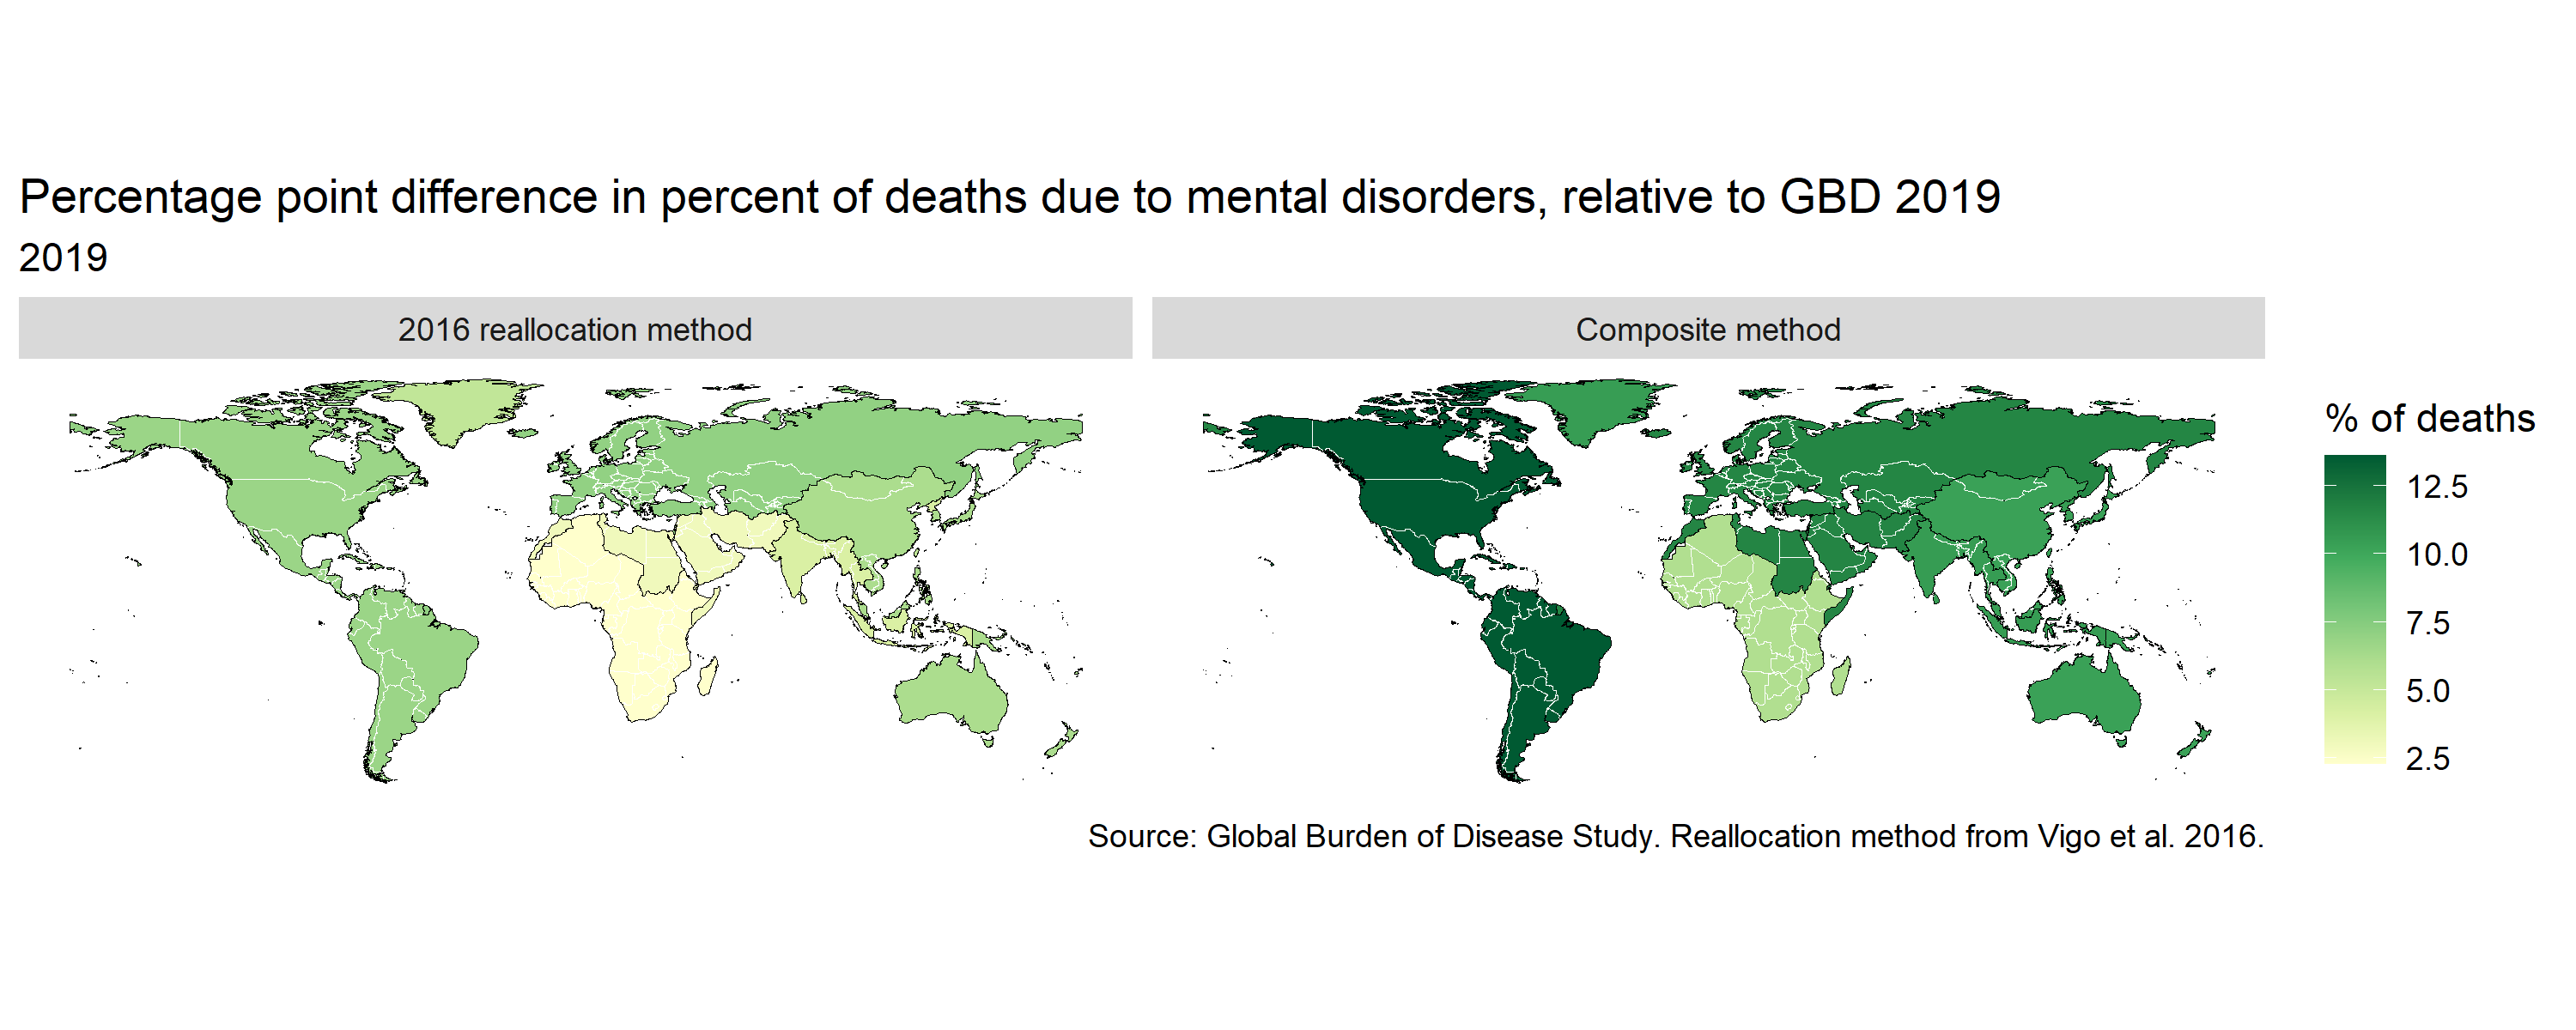 Percentage point difference in percent of deaths due to mental disorders, relative to GBD 2019
2019
2016 reallocation method
Composite method
% of deaths
12.5
10.0
7.5
5.0
2.5
Source: Global Burden of Disease Study. Reallocation method from Vigo et al. 2016.